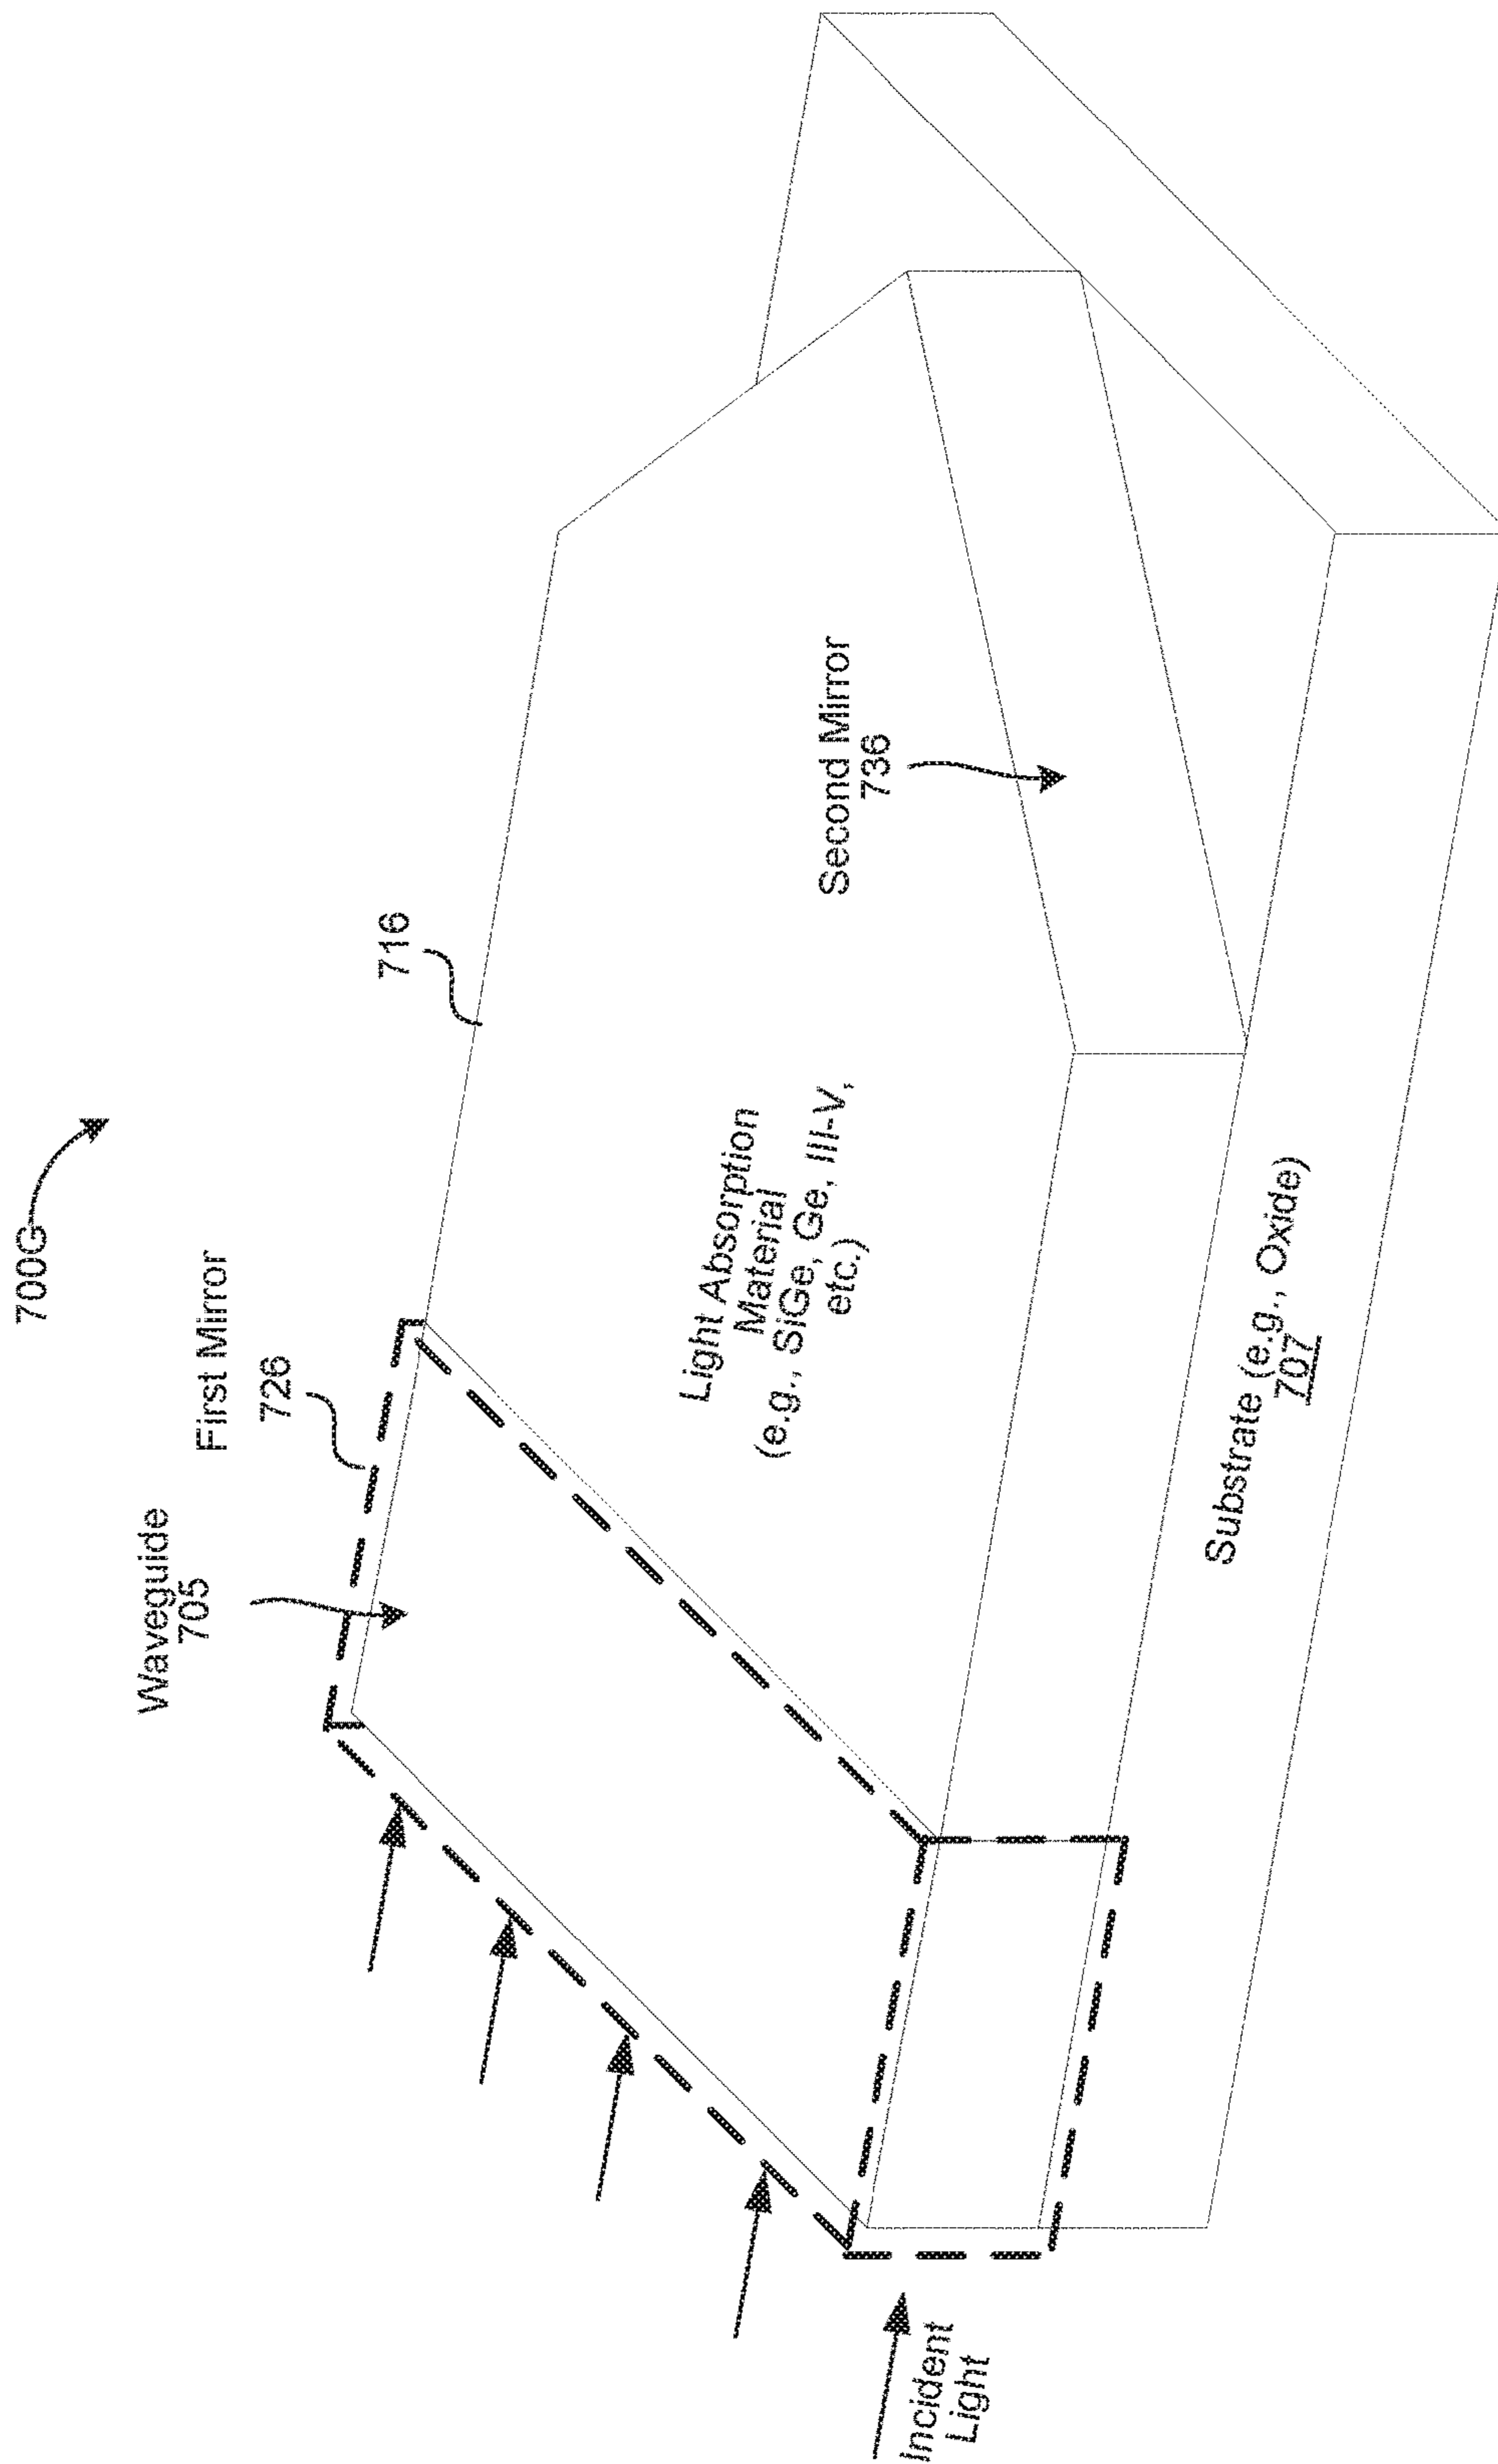 700G
Waveguide
705
First Mirror
726
716
Second Mirror
736
Light Absorption
Material
(e.g., SiGe, Ge, III-V,
etc.)
Substrate (e.g., Oxide)
707
Incident
Light